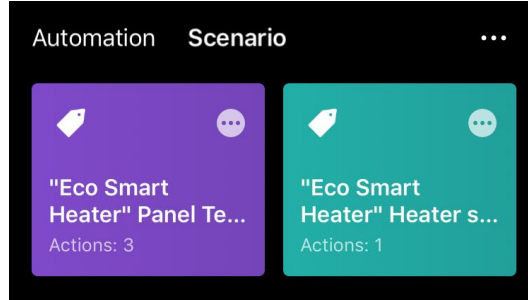 Automation Scenario
"Eco Smart
Heater" Panel Te...
Actions: 3
"Eco Smart
Heater" Heater s...
Actions: 1